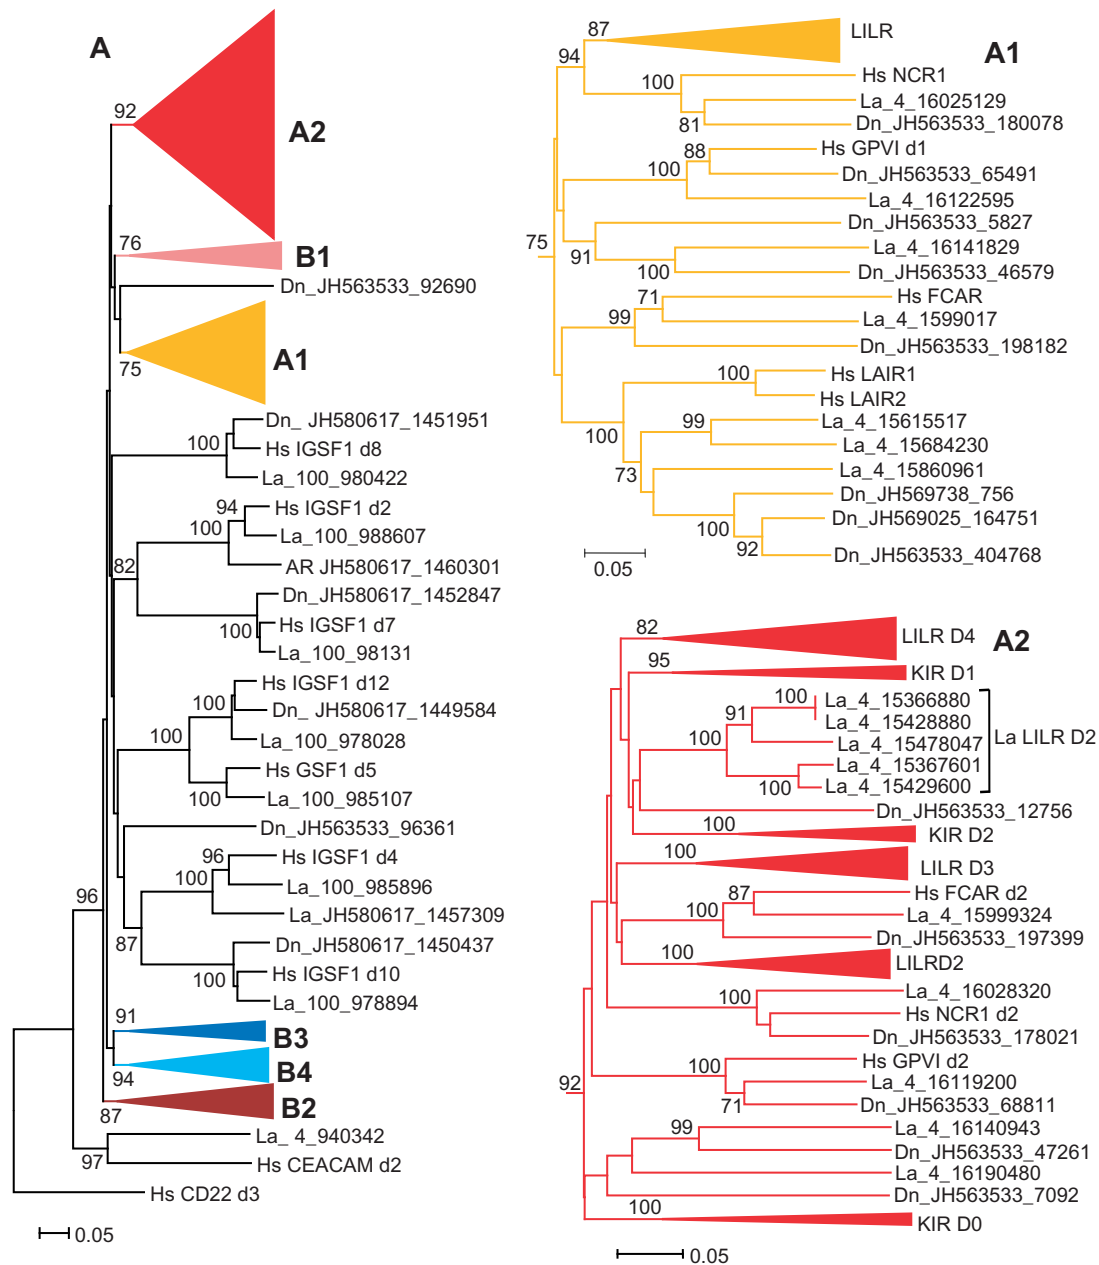 A
92
A2
76
B1
Dn_JH563533_92690
75
A1
Dn_ JH580617_1451951
100
Hs IGSF1 d8
La_100_980422
94
Hs IGSF1 d2
100
La_100_988607
82
AR JH580617_1460301
Dn_JH580617_1452847
100
Hs IGSF1 d7
La_100_98131
Hs IGSF1 d12
100
Dn_ JH580617_1449584
100
La_100_978028
Hs GSF1 d5
100
La_100_985107
Dn_JH563533_96361
96
Hs IGSF1 d4
100
La_100_985896
96
La_JH580617_1457309
87
Dn_JH580617_1450437
100
Hs IGSF1 d10
La_100_978894
91
B3
94
B4
87
B2
La_ 4_940342
97
Hs CEACAM d2
Hs CD22 d3
0.05
87
LILR
A1
94
100
Hs NCR1
La_4_16025129
81
Dn_JH563533_180078
88
Hs GPVI d1
100
Dn_JH563533_65491
La_4_16122595
Dn_JH563533_5827
75
91
La_4_16141829
100
Dn_JH563533_46579
71
Hs FCAR
99
La_4_1599017
Dn_JH563533_198182
100
Hs LAIR1
Hs LAIR2
100
99
La_4_15615517
La_4_15684230
73
La_4_15860961
Dn_JH569738_756
100
Dn_JH569025_164751
92
Dn_JH563533_404768
0.05
82
LILR D4
A2
95
KIR D1
100
La_4_15366880
91
La_4_15428880
100
La_4_15478047
La LILR D2
La_4_15367601
100
La_4_15429600
Dn_JH563533_12756
100
KIR D2
100
LILR D3
87
Hs FCAR d2
100
La_4_15999324
Dn_JH563533_197399
100
LILRD2
100
La_4_16028320
Hs NCR1 d2
Dn_JH563533_178021
100
Hs GPVI d2
92
La_4_16119200
71
Dn_JH563533_68811
99
La_4_16140943
Dn_JH563533_47261
La_4_16190480
Dn_JH563533_7092
100
KIR D0
0.05